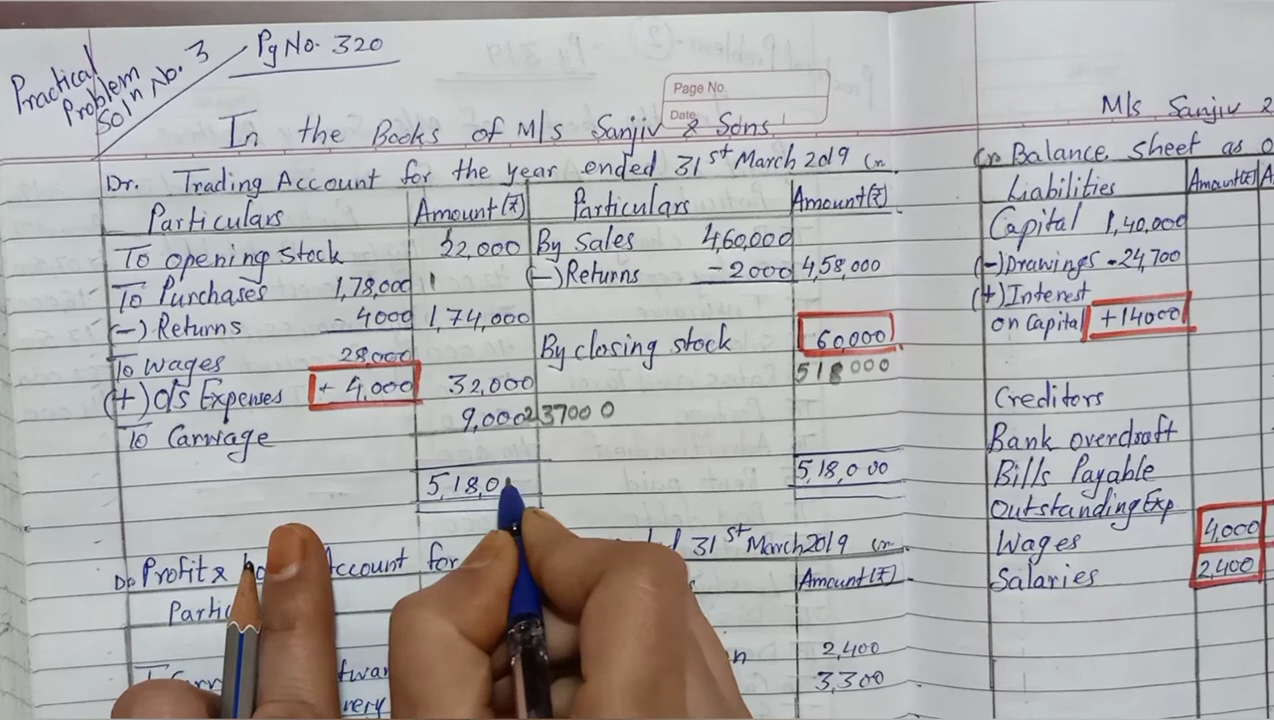 Practical
Problem
Soln No. 3
Pg No. 320
Page No.
Date
In the Books of M/s Sanjiv & Sons
Dr. Trading Account for the year ended 31st March 2019 Cr.
Particulars Amount(₹) Particulars Amount(₹)
To opening stock 22,000 By Sales 4,60,000
To Purchases 1,78,000 (-) Returns - 2000 4,58,000
(-) Returns - 4000 1,74,000
To Wages 28,000 By closing stock 60,000
(+) O/s Expenses + 4,000 32,000 518000
To Carriage 9,000 237000
5,18,0 5,18,000
Dr. Profit & Account for 31st March 2019 Cr.
Amount(₹)
2,400
3,300
M/s Sanjiv &
Balance sheet as o
Liabilities Amount(₹)
Capital 1,40,000
(-) Drawings -24,700
(+) Interest
on Capital +14000
Creditors
Bank overdraft
Bills Payable
Outstanding Exp
Wages 4,000
Salaries 2,400